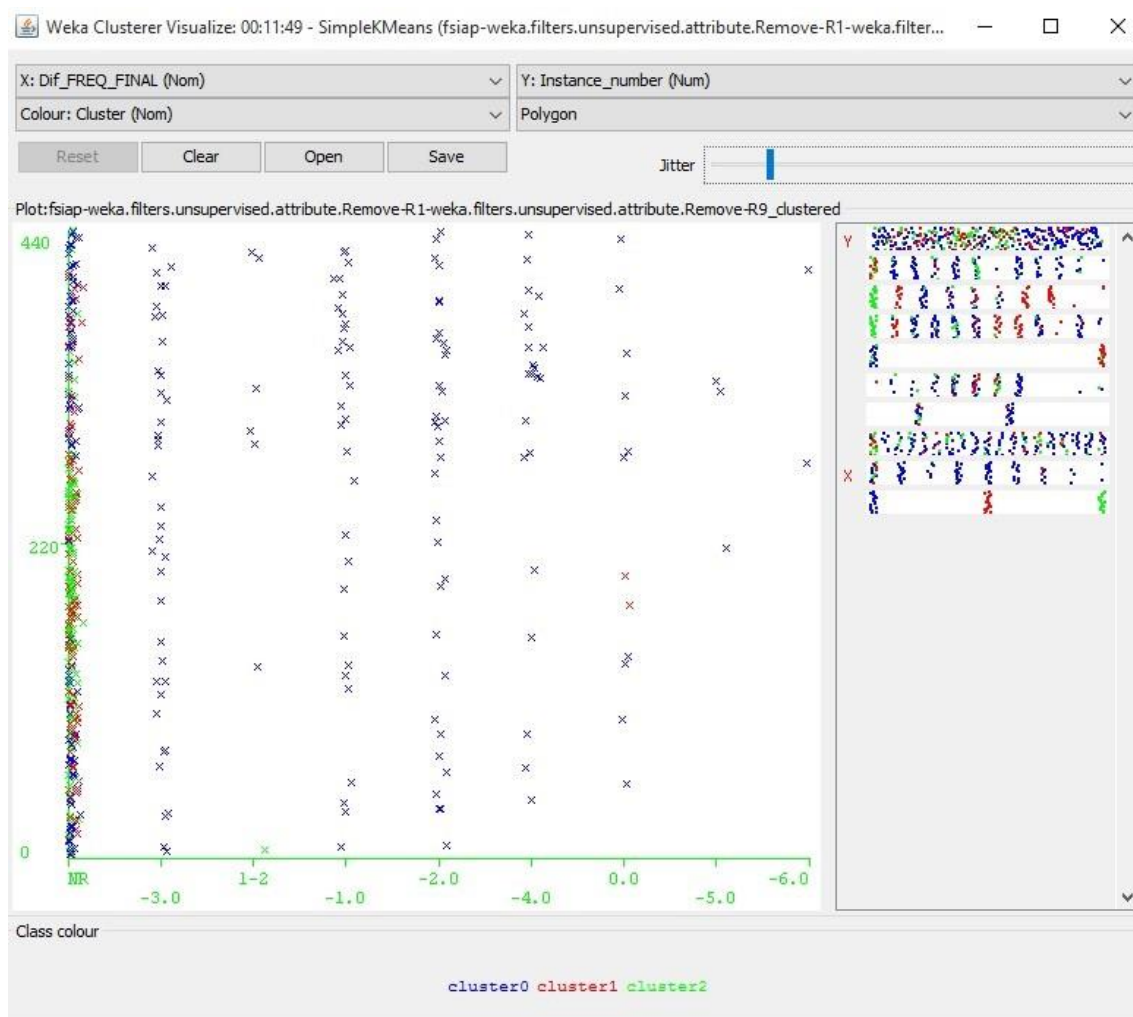 Weka Clusterer Visualize: 00:11:49 - SimpleKMeans (fsiap-weka.filters.unsupervised.attribute.Remove-R1-weka.filter...
X: Dif_FREQ_FINAL (Nom) Y: Instance_number (Num)
Colour: Cluster (Nom) Polygon
Reset Clear Open Save Jitter
Plot:fsiap-weka.filters.unsupervised.attribute.Remove-R1-weka.filters.unsupervised.attribute.Remove-R9_clustered
440 Y
X
220
0
NR 1-2 -2.0 0.0 -6.0
-3.0 -1.0 -4.0 -5.0
Class colour
cluster0 cluster1 cluster2